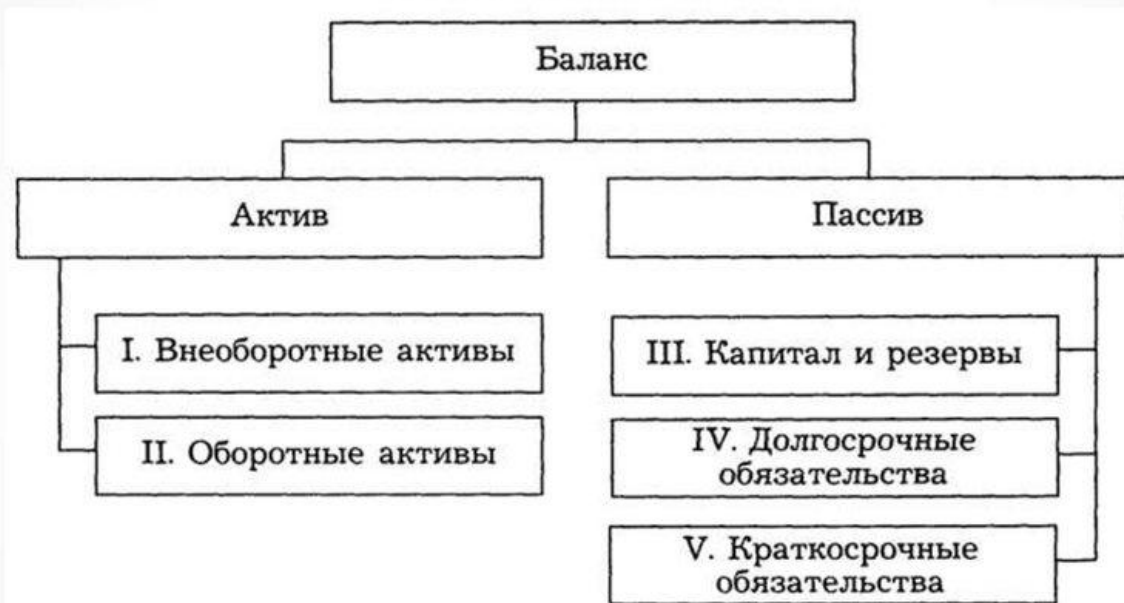 Баланс
Актив
Пассив
I. Внеоборотные активы
II. Оборотные активы
III. Капитал и резервы
IV. Долгосрочные
обязательства
V. Краткосрочные
обязательства